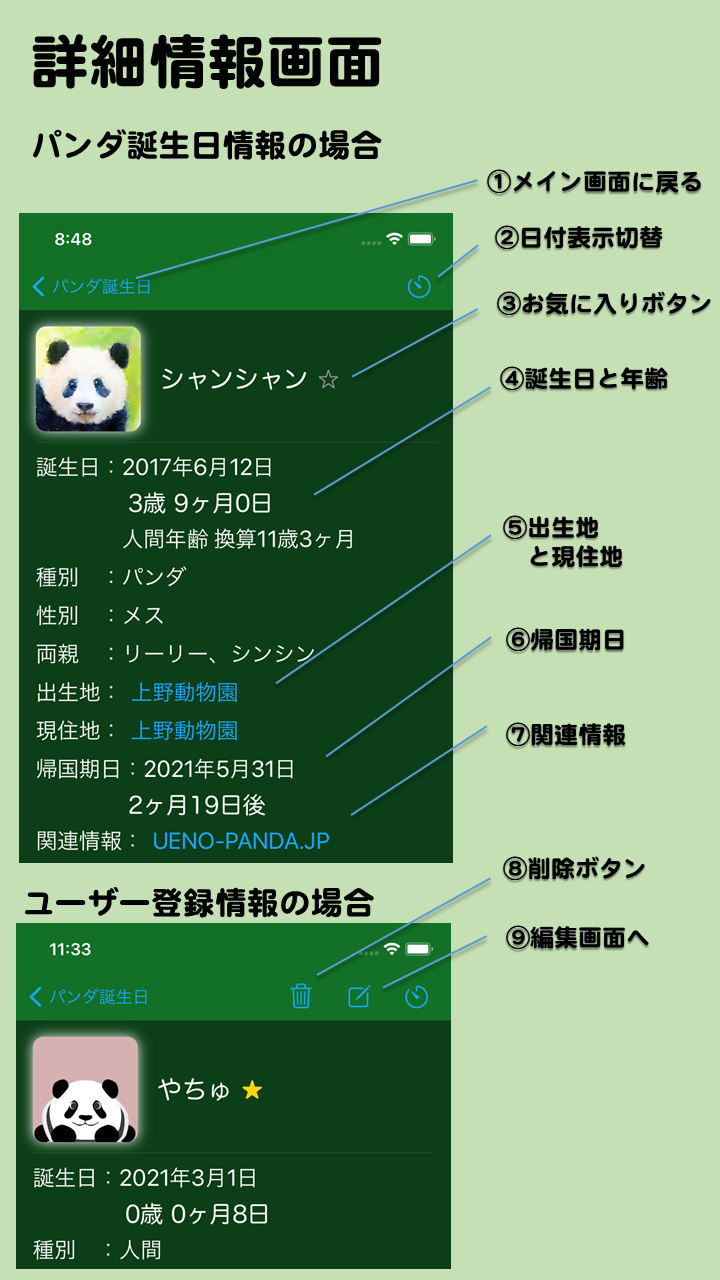 詳細情報画面
パンダ誕生日情報の場合
①メイン画面に戻る
②日付表示切替
③お気に入りボタン
④誕生日と年齢
⑤出生地
と現住地
⑥帰国期日
⑦関連情報
8:48
パンダ誕生日
シャンシャン ☆
誕生日：2017年6月12日
3歳 9ヶ月0日
人間年齢 換算11歳3ヶ月
種別　：パンダ
性別　：メス
両親　：リーリー、シンシン
出生地： 上野動物園
現住地： 上野動物園
帰国期日：2021年5月31日
2ヶ月19日後
関連情報： UENO-PANDA.JP
ユーザー登録情報の場合
⑧削除ボタン
⑨編集画面へ
11:33
パンダ誕生日
やちゅ ★
誕生日：2021年3月1日
0歳 0ヶ月8日
種別　：人間